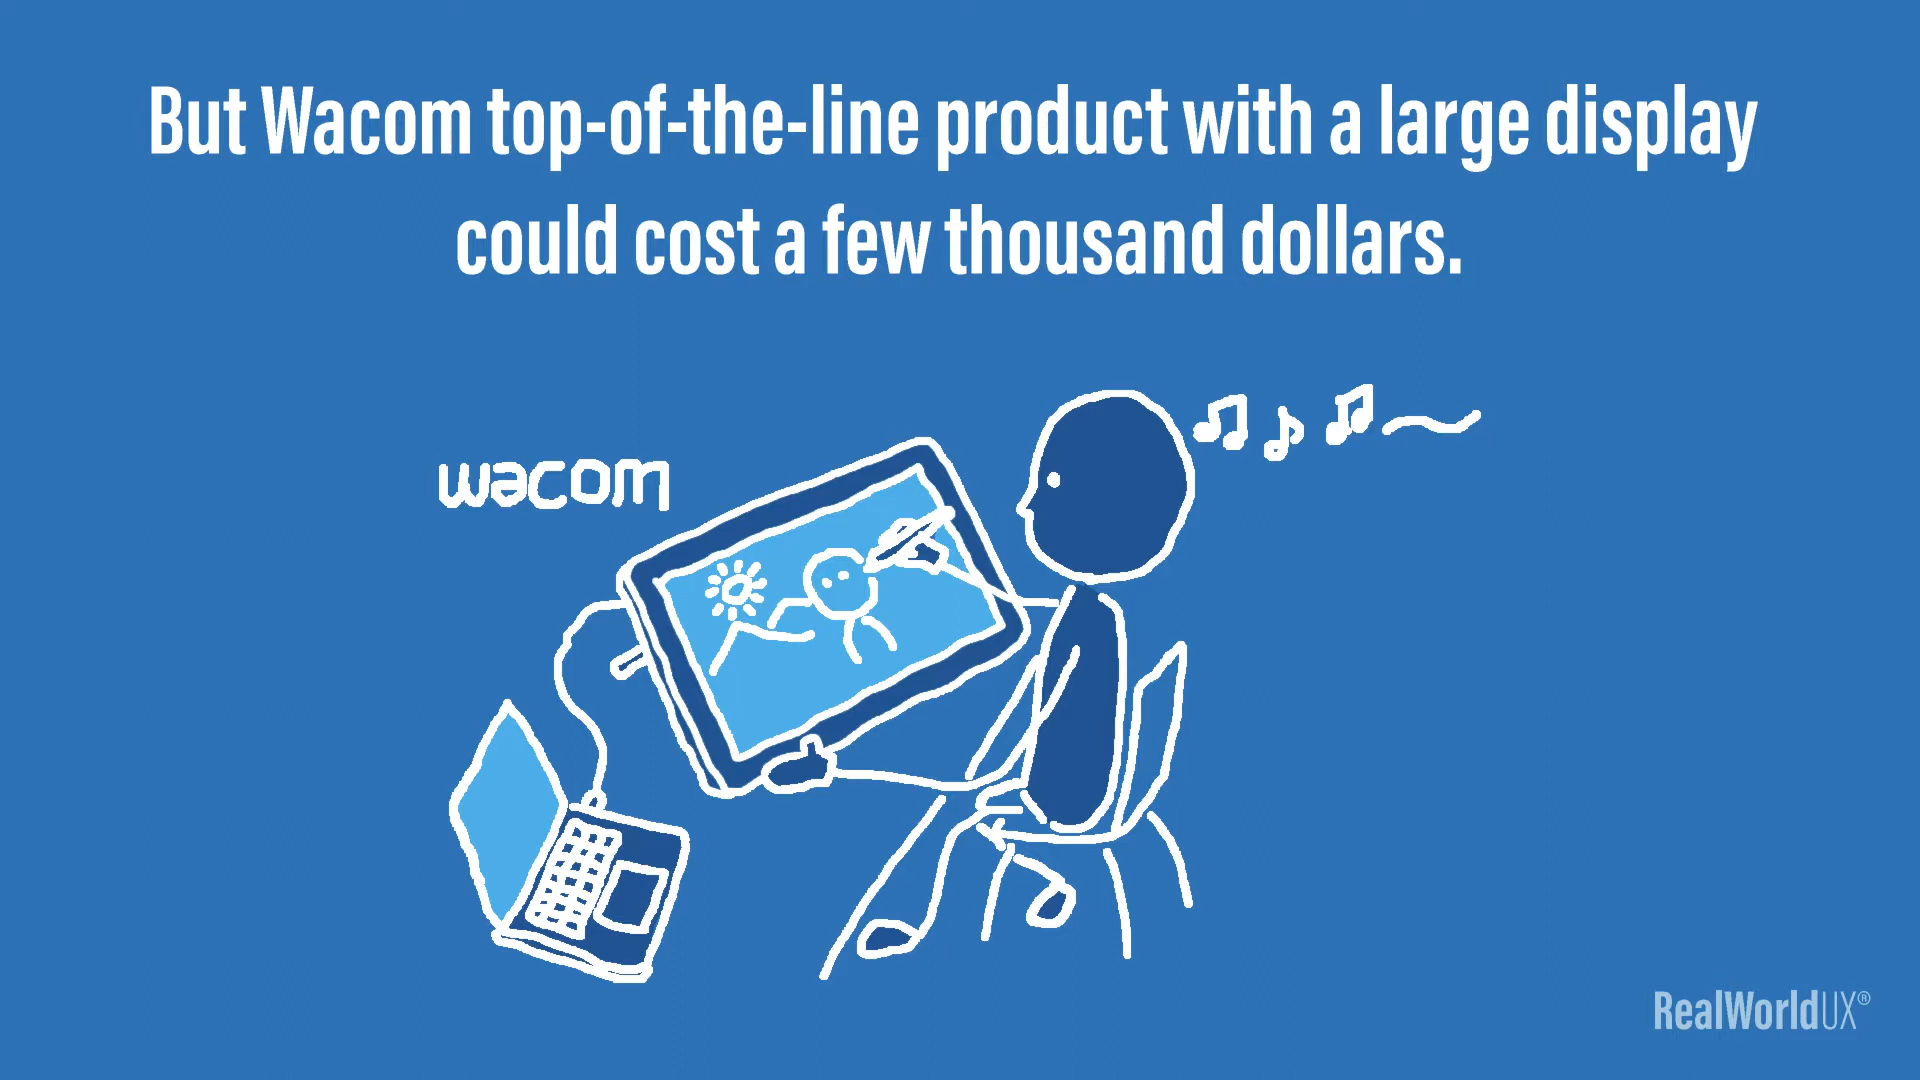 But Wacom top-of-the-line product with a large display
could cost a few thousand dollars.
wacom
RealWorldUX®